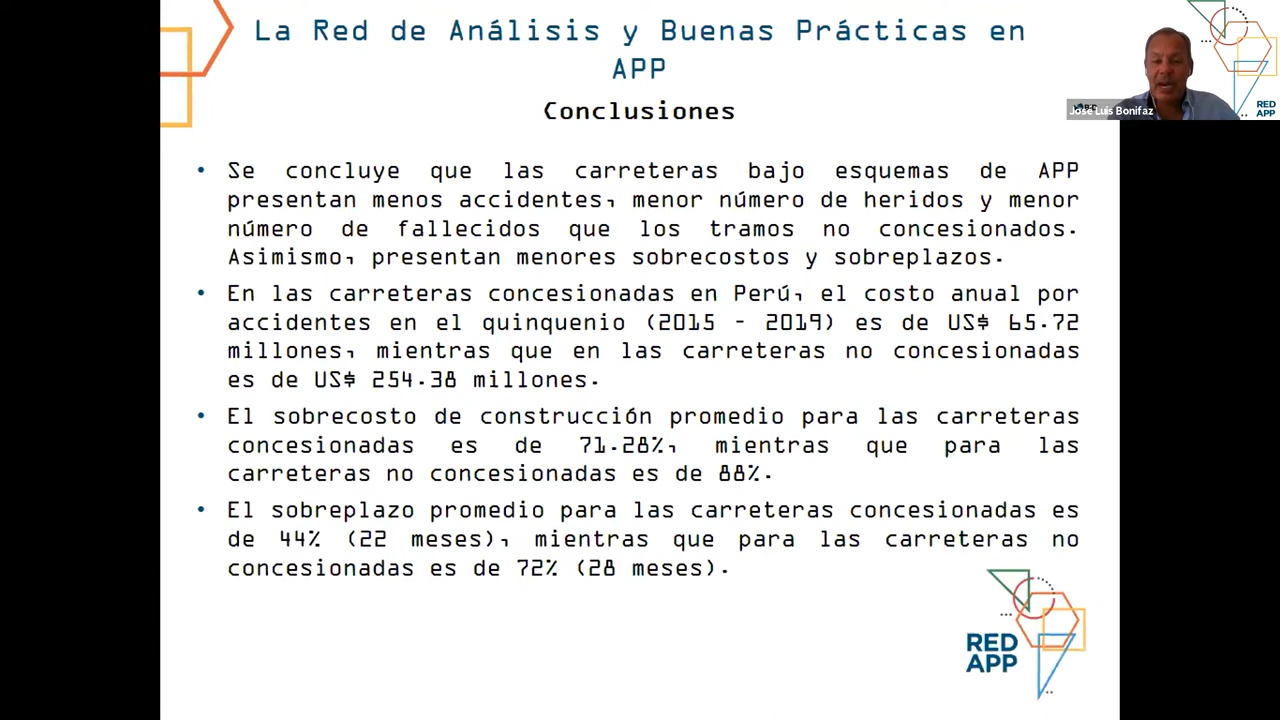 La Red de Análisis y Buenas Prácticas en
APP
Conclusiones
• Se concluye que las carreteras bajo esquemas de APP
presentan menos accidentes, menor número de heridos y menor
número de fallecidos que los tramos no concesionados.
Asimismo, presentan menores sobrecostos y sobreplazos.
• En las carreteras concesionadas en Perú, el costo anual por
accidentes en el quinquenio (2015 - 2019) es de US$ 65.72
millones, mientras que en las carreteras no concesionadas
es de US$ 254.38 millones.
• El sobrecosto de construcción promedio para las carreteras
concesionadas es de 71.28%, mientras que para las
carreteras no concesionadas es de 88%.
• El sobreplazo promedio para las carreteras concesionadas es
de 44% (22 meses), mientras que para las carreteras no
concesionadas es de 72% (28 meses).
RED
APP
José Luis Bonifaz
RED
APP